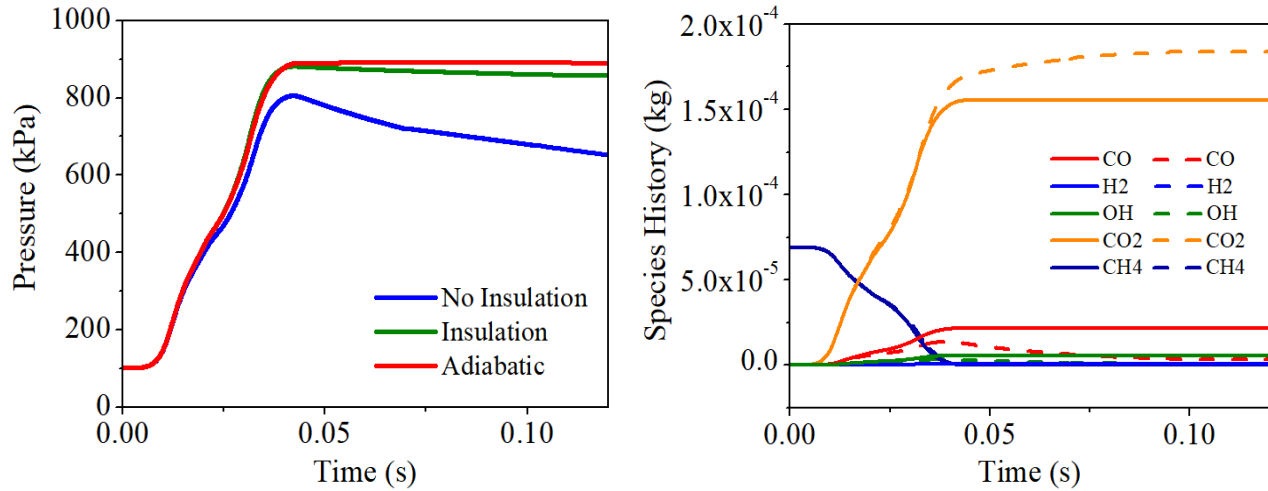 1000
800
600
400
200
0
Pressure (kPa)
No Insulation
Insulation
Adiabatic
0.00
0.05
0.10
Time (s)
2.0x10-4
1.5x10-4
1.0x10-4
5.0x10-5
0.0
Species History (kg)
CO CO
H2 H2
OH OH
CO2 CO2
CH4 CH4
0.00
0.05
0.10
Time (s)